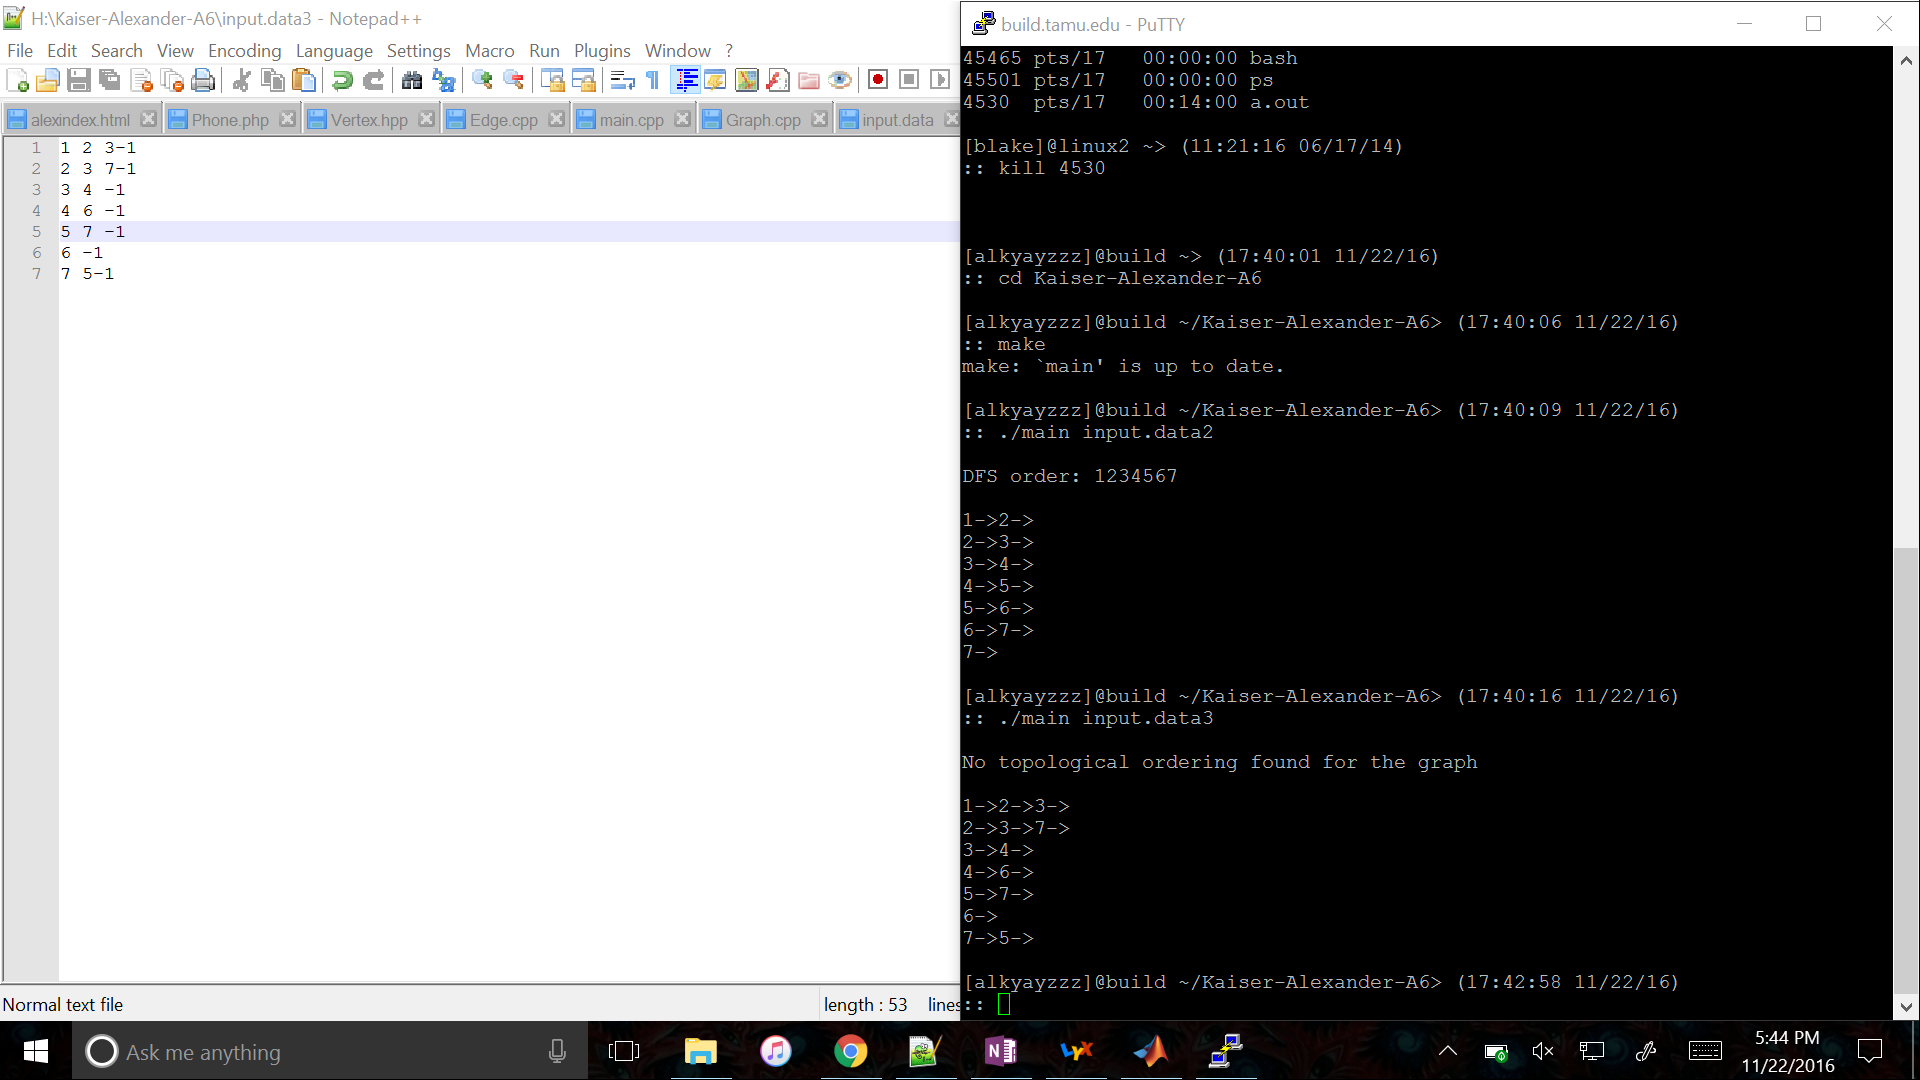 H:\Kaiser-Alexander-A6\input.data3 - Notepad++
File Edit Search View Encoding Language Settings Macro Run Plugins Window ?
alexindex.html Phone.php Vertex.hpp Edge.cpp main.cpp Graph.cpp input.data
1 1 2 3-1
2 2 3 7-1
3 3 4 -1
4 4 6 -1
5 5 7 -1
6 6 -1
7 7 5-1
Normal text file length : 53 lines
build.tamu.edu - PuTTY
45465 pts/17 00:00:00 bash
45501 pts/17 00:00:00 ps
4530 pts/17 00:14:00 a.out
[blake]@linux2 ~> (11:21:16 06/17/14)
:: kill 4530
[alkyayzzz]@build ~> (17:40:01 11/22/16)
:: cd Kaiser-Alexander-A6
[alkyayzzz]@build ~/Kaiser-Alexander-A6> (17:40:06 11/22/16)
:: make
make: `main' is up to date.
[alkyayzzz]@build ~/Kaiser-Alexander-A6> (17:40:09 11/22/16)
:: ./main input.data2
DFS order: 1234567
1->2->
2->3->
3->4->
4->5->
5->6->
6->7->
7->
[alkyayzzz]@build ~/Kaiser-Alexander-A6> (17:40:16 11/22/16)
:: ./main input.data3
No topological ordering found for the graph
1->2->3->
2->3->7->
3->4->
4->6->
5->7->
6->
7->5->
[alkyayzzz]@build ~/Kaiser-Alexander-A6> (17:42:58 11/22/16)
::
Ask me anything
5:44 PM
11/22/2016